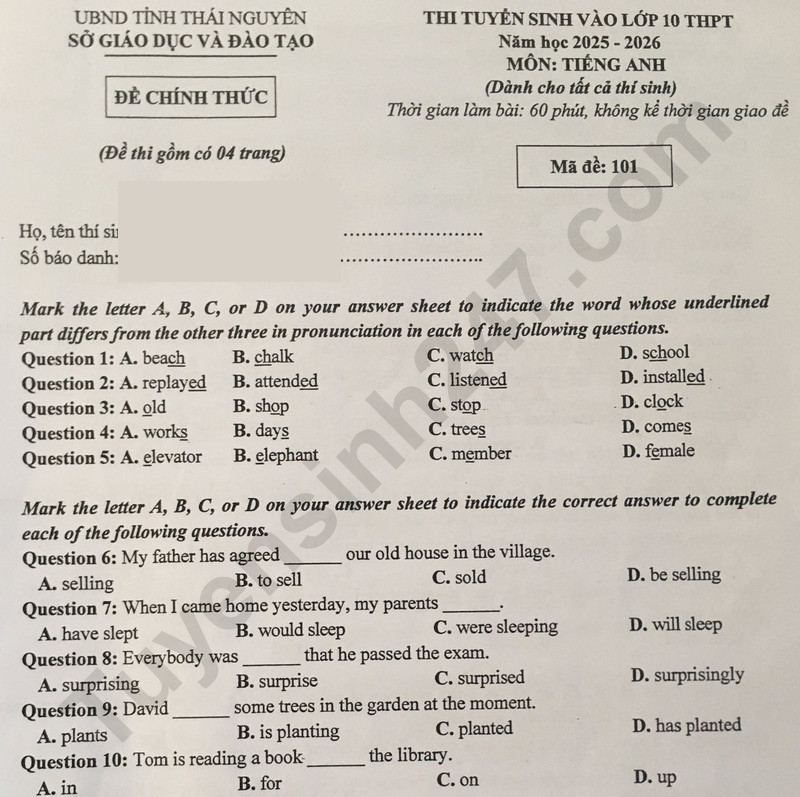 UBND TỈNH THÁI NGUYÊN
SỞ GIÁO DỤC VÀ ĐÀO TẠO
ĐỀ CHÍNH THỨC
(Đề thi gồm có 04 trang)
THI TUYỂN SINH VÀO LỚP 10 THPT
Năm học 2025 - 2026
MÔN: TIẾNG ANH
(Dành cho tất cả thí sinh)
Thời gian làm bài: 60 phút, không kể thời gian giao đề
Mã đề: 101
Họ, tên thí si
Số báo danh:
Mark the letter A, B, C, or D on your answer sheet to indicate the word whose underlined
part differs from the other three in pronunciation in each of the following questions.
Question 1: A. beach B. chalk C. watch D. school
Question 2: A. replayed B. attended C. listened D. installed
Question 3: A. old B. shop C. stop D. clock
Question 4: A. works B. days C. trees D. comes
Question 5: A. elevator B. elephant C. member D. female
Mark the letter A, B, C, or D on your answer sheet to indicate the correct answer to complete
each of the following questions.
Question 6: My father has agreed ______ our old house in the village.
A. selling B. to sell C. sold D. be selling
Question 7: When I came home yesterday, my parents ______.
A. have slept B. would sleep C. were sleeping D. will sleep
Question 8: Everybody was ______ that he passed the exam.
A. surprising B. surprise C. surprised D. surprisingly
Question 9: David ______ some trees in the garden at the moment.
A. plants B. is planting C. planted D. has planted
Question 10: Tom is reading a book ______ the library.
A. in B. for C. on D. up
Tuyensinh247.com